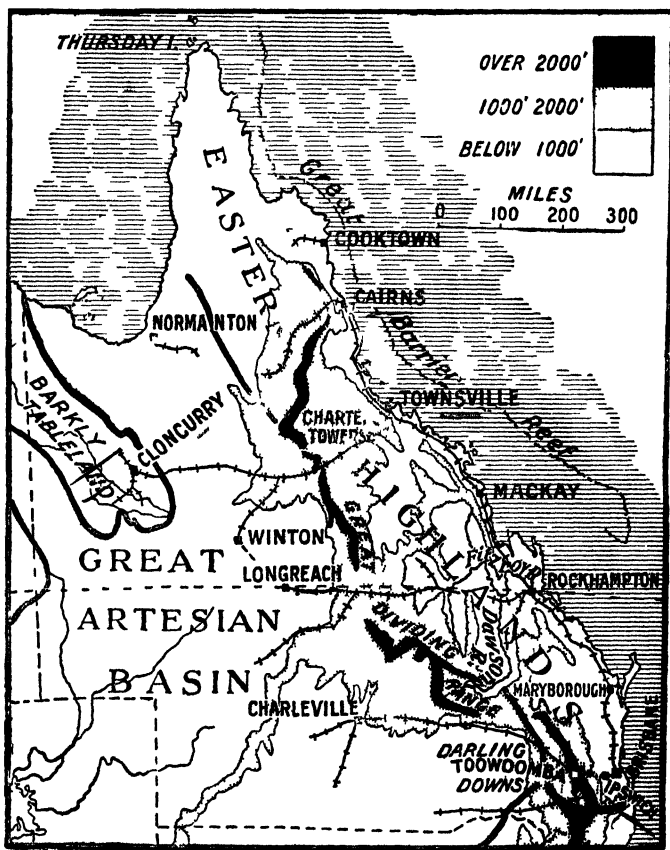 THURSDAY I.
OVER 2000'
1000' 2000'
BELOW 1000'
MILES
0 100 200 300
EASTERN
Great
COOKTOWN
CAIRNS
NORMANTON
Barrier
Reef
TOWNSVILLE
BARKLY
TABLELAND
CLONCURRY
CHARTE
TOWERS
HIGHLANDS
MACKAY
WINTON
GREAT
GREAT
FITZROY R.
ROCKHAMPTON
LONGREACH
ARTESIAN
DIVIDING
DAWSON
R.
BASIN
RANGE
MARYBOROUGH
CHARLEVILLE
BRISBANE
DARLING
TOOWOOMBA
DOWNS
IPSWICH